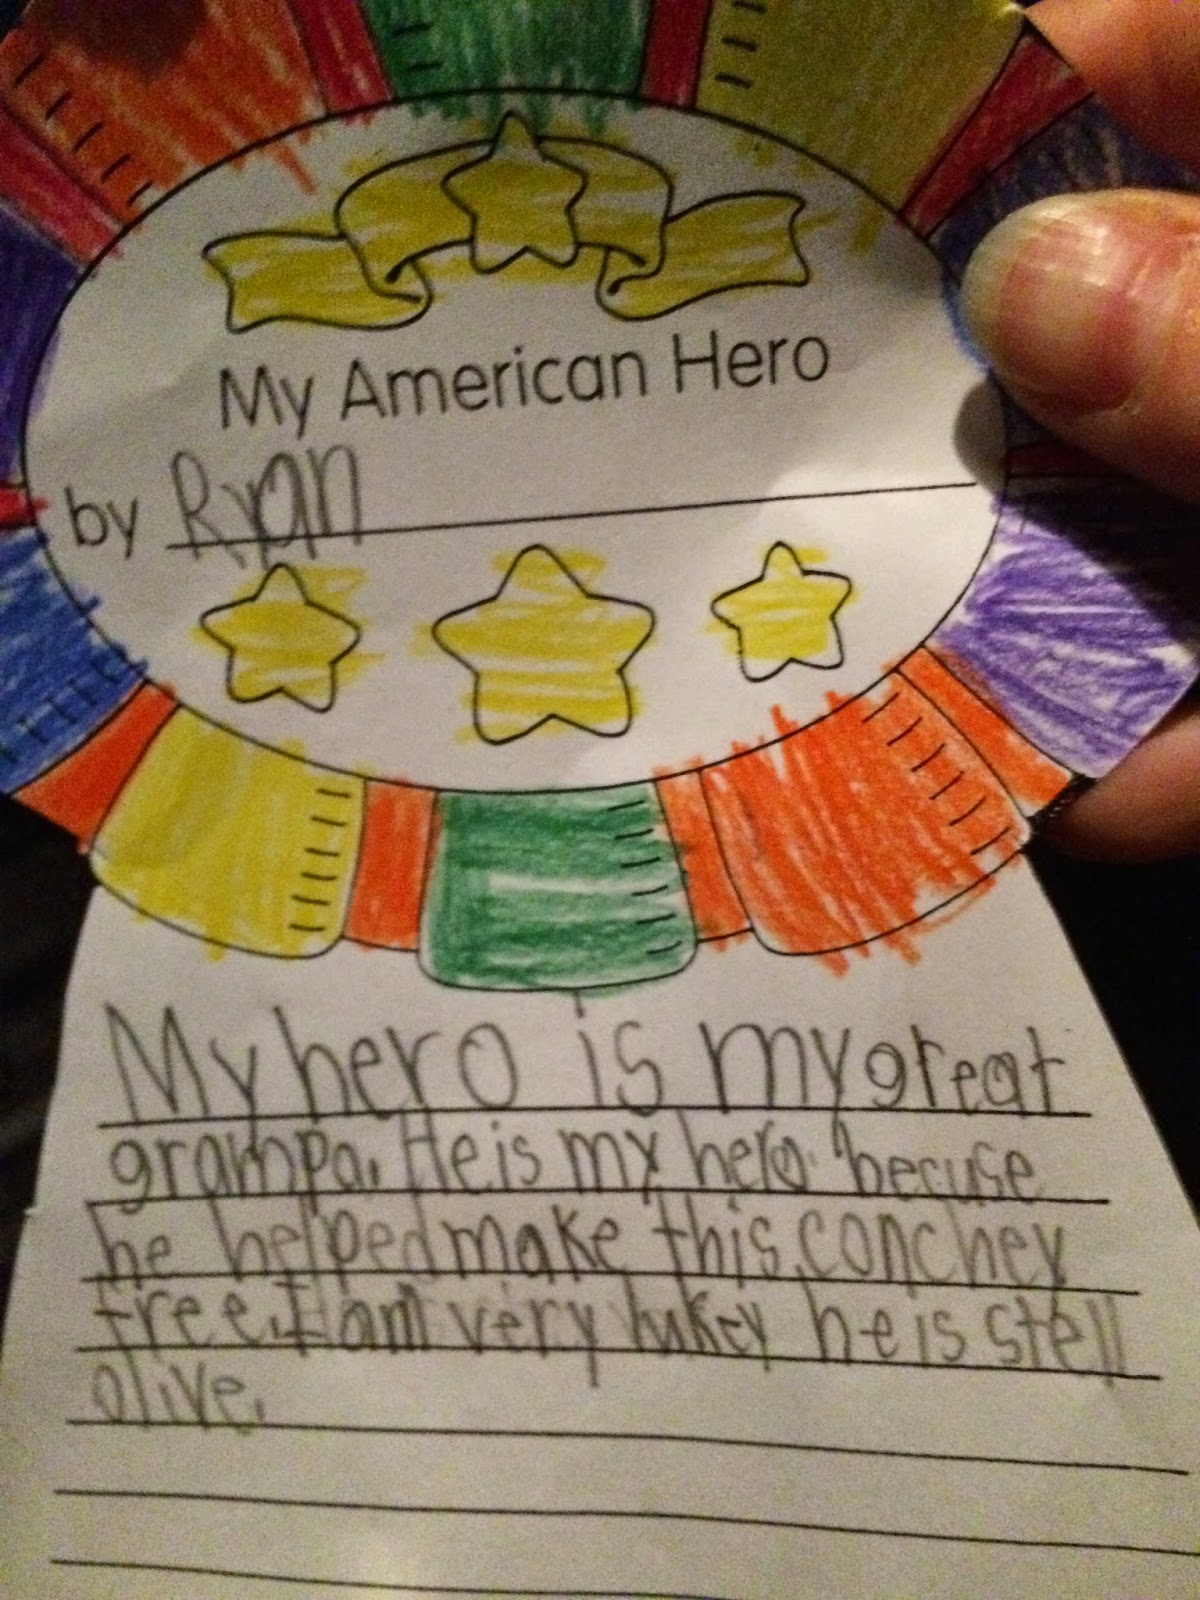 My American Hero
by Ryan
My hero is my great
grampa. He is my hero becuse
he helped make this conchey
free. I am very lukey he is stell
alive.